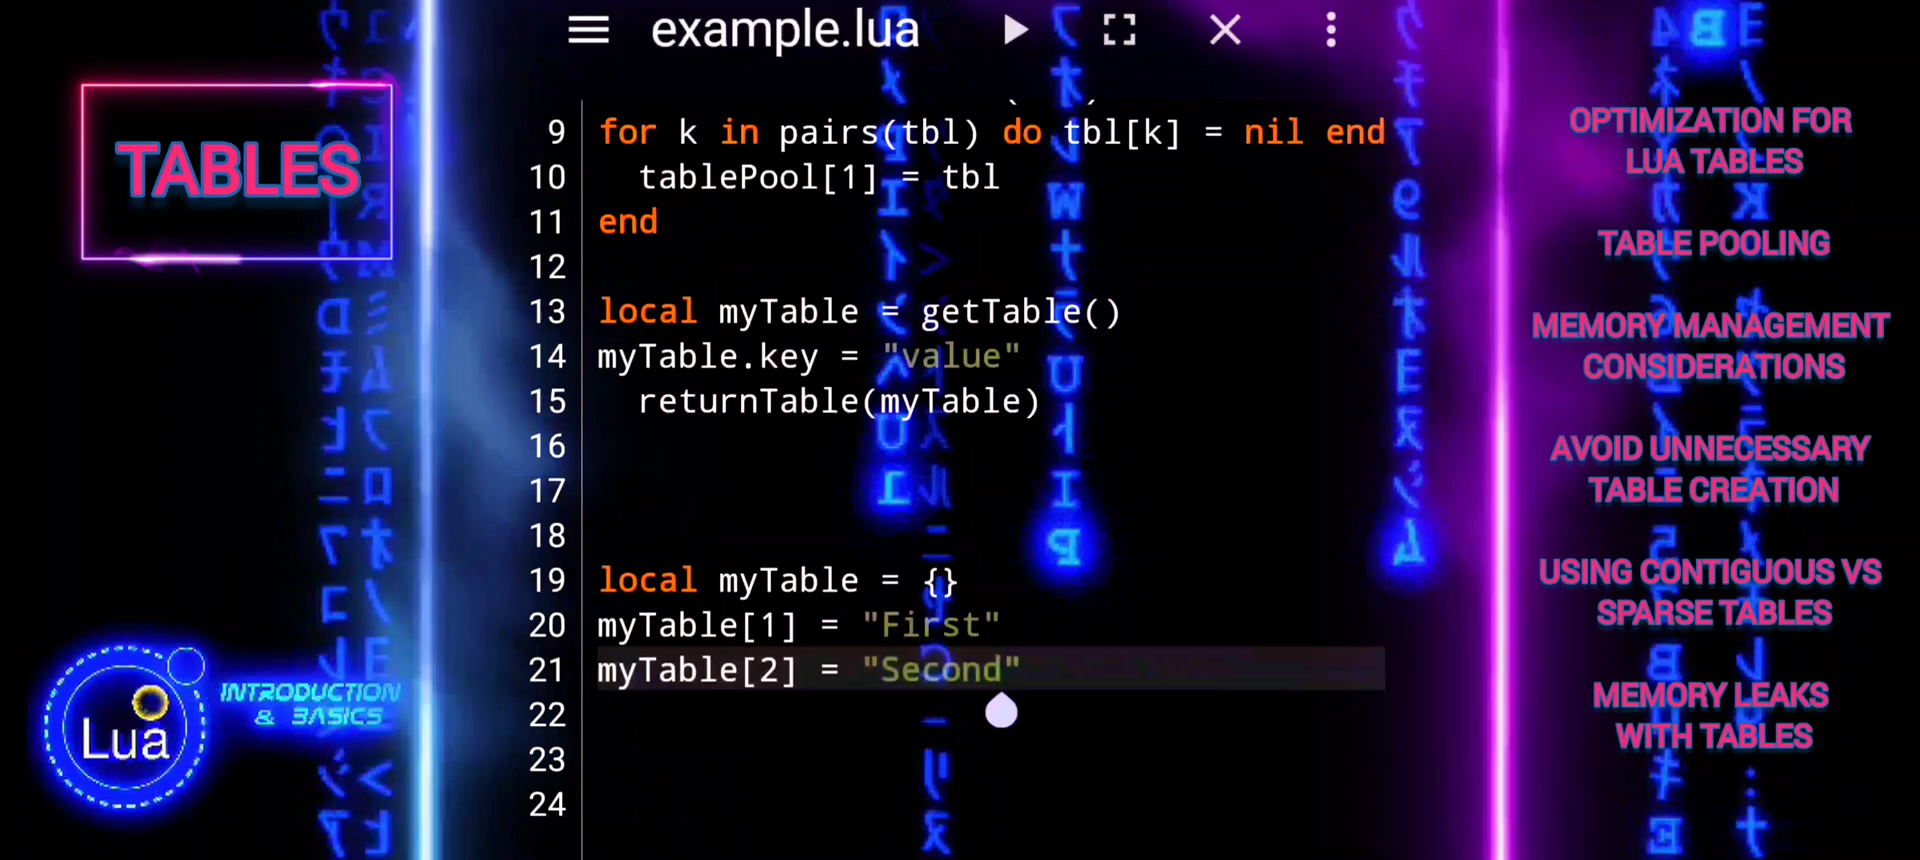 example.lua
TABLES
9 for k in pairs(tbl) do tbl[k] = nil end
10 tablePool[1] = tbl
11 end
12
13 local myTable = getTable()
14 myTable.key = "value"
15 returnTable(myTable)
16
17
18
19 local myTable = {}
20 myTable[1] = "First"
21 myTable[2] = "Second"
22
23
24
Lua
INTRODUCTION
& BASICS
OPTIMIZATION FOR
LUA TABLES
TABLE POOLING
MEMORY MANAGEMENT
CONSIDERATIONS
AVOID UNNECESSARY
TABLE CREATION
USING CONTIGUOUS VS
SPARSE TABLES
MEMORY LEAKS
WITH TABLES